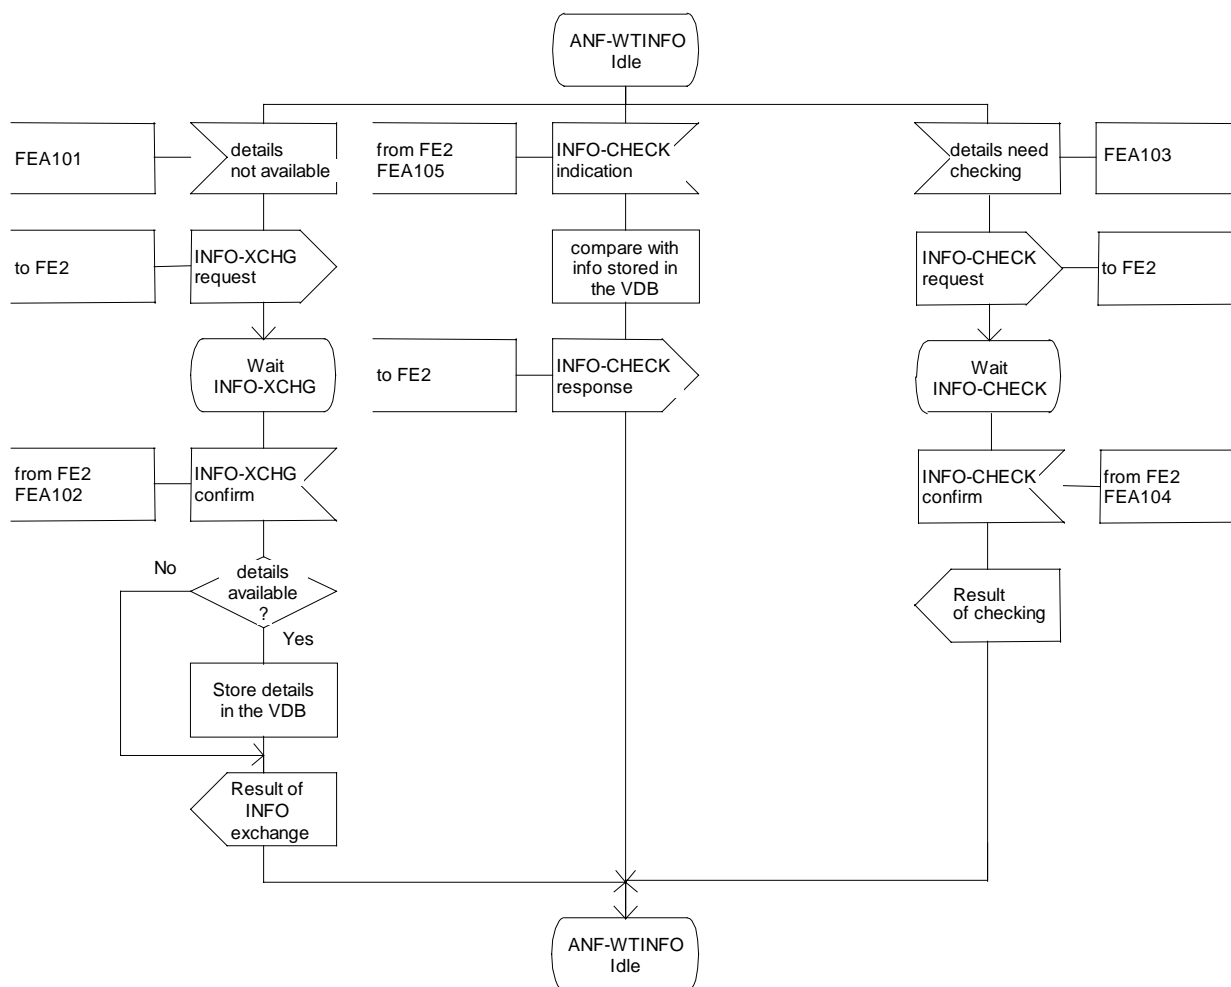 ANF-WTINFO
Idle
FEA101
details
not available
from FE2
FEA105
INFO-CHECK
indication
details need
checking
FEA103
to FE2
INFO-XCHG
request
compare with
info stored in
the VDB
INFO-CHECK
request
to FE2
Wait
INFO-XCHG
to FE2
INFO-CHECK
response
Wait
INFO-CHECK
from FE2
FEA102
INFO-XCHG
confirm
INFO-CHECK
confirm
from FE2
FEA104
No
details
available
?
Yes
Result
of checking
Store details
in the VDB
Result of
INFO
exchange
ANF-WTINFO
Idle